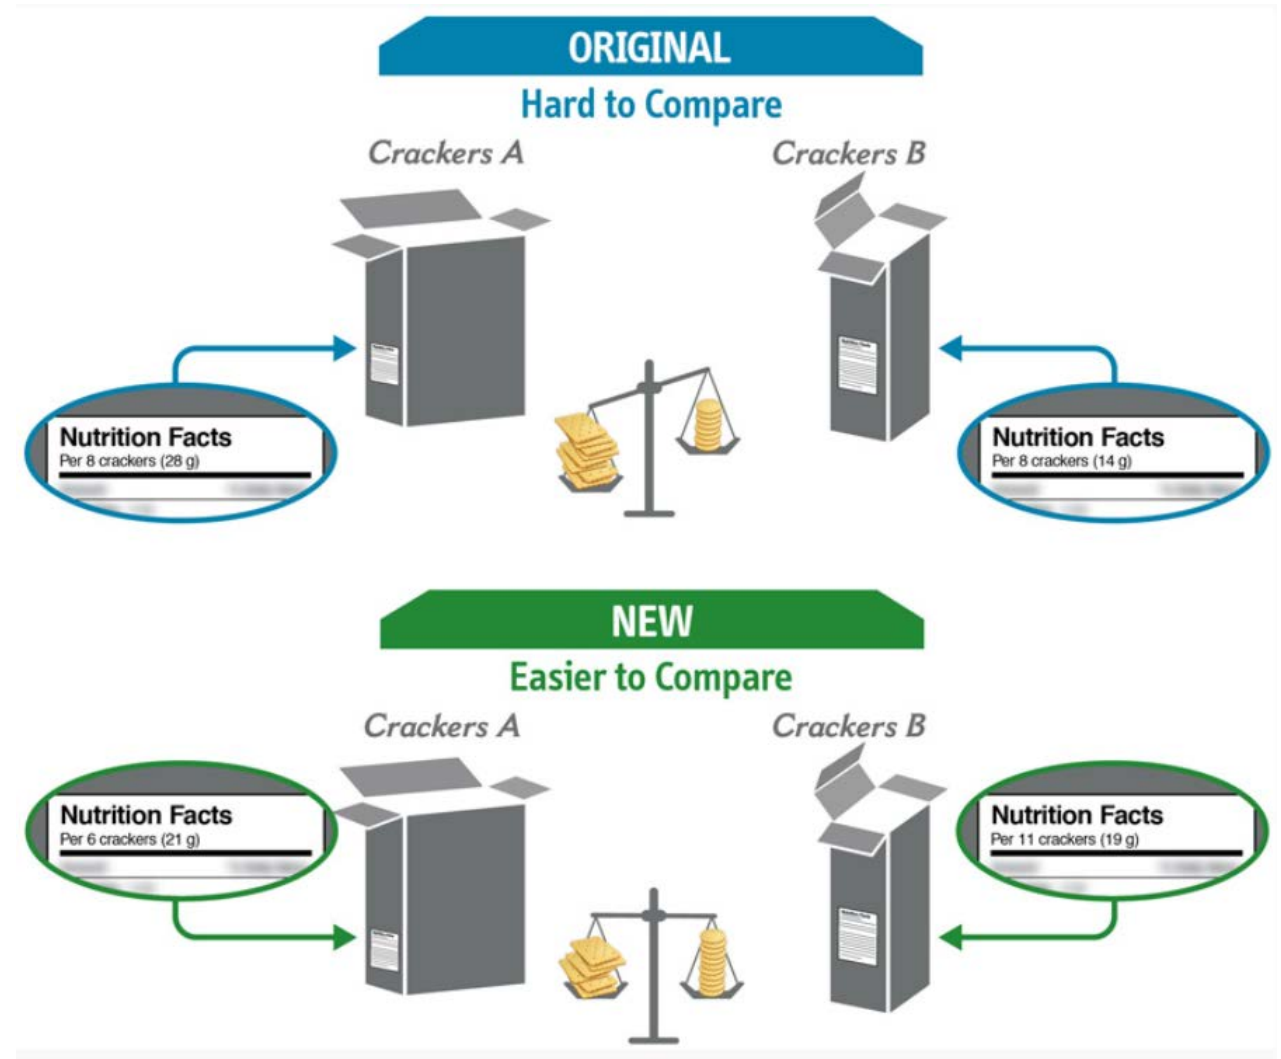 ORIGINAL
Hard to Compare
Crackers A
Crackers B
Nutrition Facts
Per 8 crackers (28 g)
Nutrition Facts
Per 8 crackers (14 g)
NEW
Easier to Compare
Crackers A
Crackers B
Nutrition Facts
Per 6 crackers (21 g)
Nutrition Facts
Per 11 crackers (19 g)